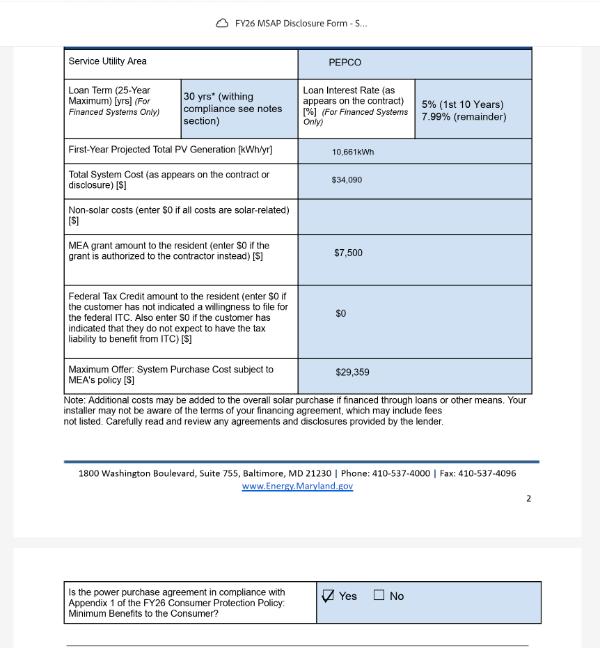 FY26 MSAP Disclosure Form - S...
Service Utility Area
PEPCO
Loan Term (25-Year
Maximum) [yrs] (For
Financed Systems Only)
30 yrs* (withing
compliance see notes
section)
Loan Interest Rate (as
appears on the contract)
[%] (For Financed Systems
Only)
5% (1st 10 Years)
7.99% (remainder)
First-Year Projected Total PV Generation [kWh/yr]
10,661kWh
Total System Cost (as appears on the contract or
disclosure) [$]
$34,090
Non-solar costs (enter $0 if all costs are solar-related)
[$]
MEA grant amount to the resident (enter $0 if the
grant is authorized to the contractor instead) [$]
$7,500
Federal Tax Credit amount to the resident (enter $0 if
the customer has not indicated a willingness to file for
the federal ITC. Also enter $0 if the customer has
indicated that they do not expect to have the tax
liability to benefit from ITC) [$]
$0
Maximum Offer: System Purchase Cost subject to
MEA's policy [$]
$29,359
Note: Additional costs may be added to the overall solar purchase if financed through loans or other means. Your
installer may not be aware of the terms of your financing agreement, which may include fees
not listed. Carefully read and review any agreements and disclosures provided by the lender.
1800 Washington Boulevard, Suite 755, Baltimore, MD 21230 | Phone: 410-537-4000 | Fax: 410-537-4096
www.Energy.Maryland.gov
2
Is the power purchase agreement in compliance with
Appendix 1 of the FY26 Consumer Protection Policy:
Minimum Benefits to the Consumer?
Yes No